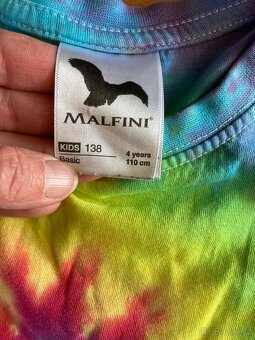 MALFINI®
KIDS 138 4 years
Basic 110 cm